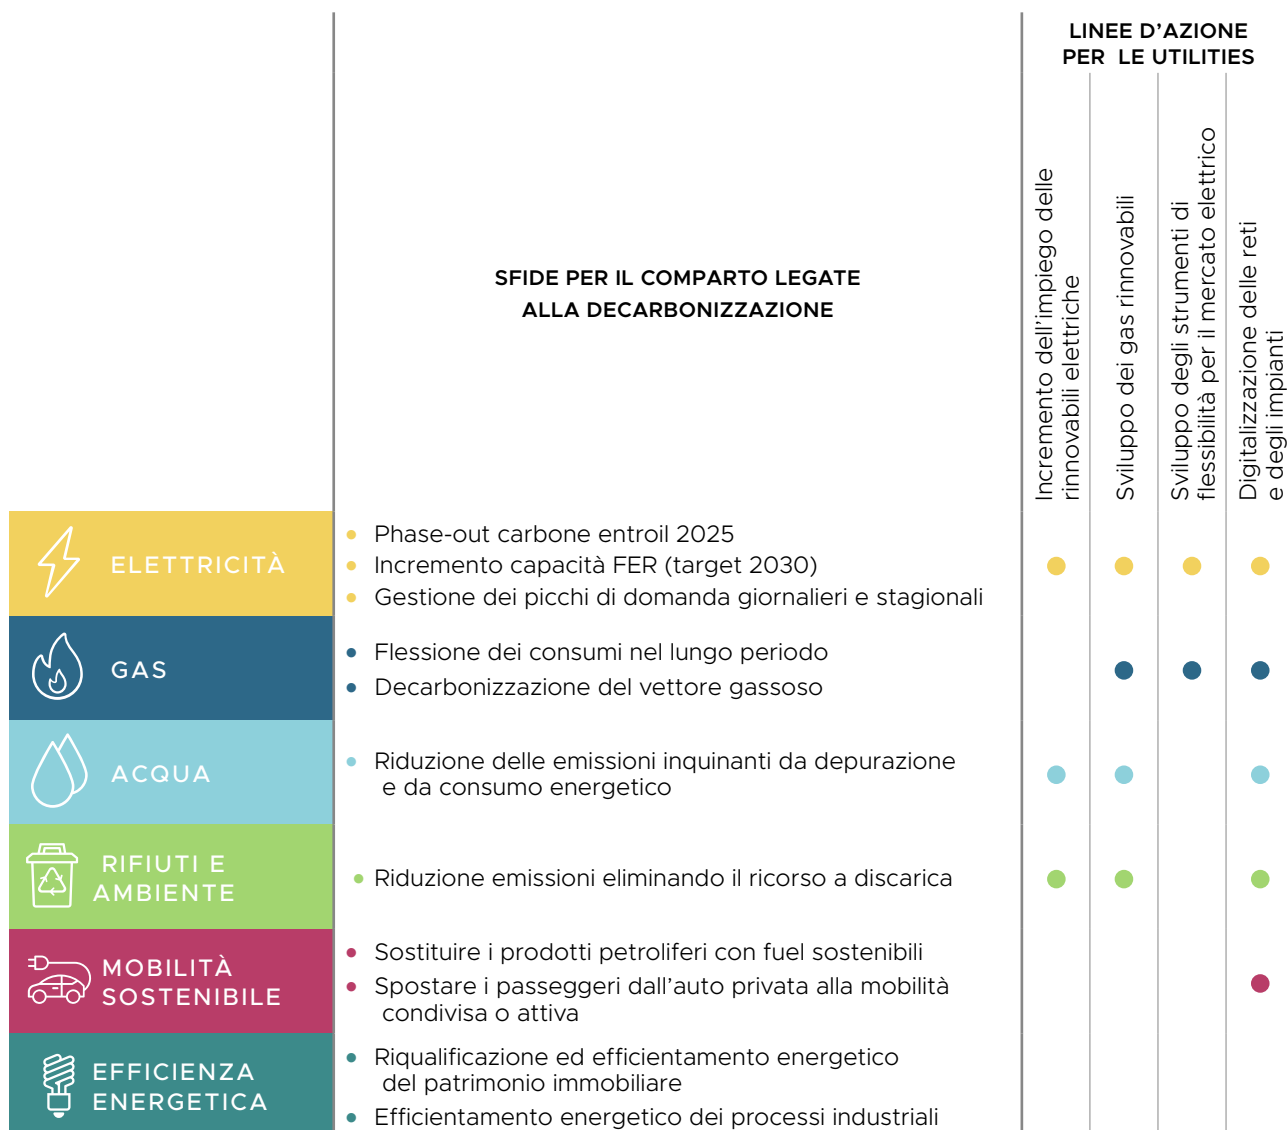 LINEE D’AZIONE
PER LE UTILITIES
SFIDE PER IL COMPARTO LEGATE
ALLA DECARBONIZZAZIONE
Incremento dell’impiego delle
rinnovabili elettriche
Sviluppo dei gas rinnovabili
Sviluppo degli strumenti di
flessibilità per il mercato elettrico
Digitalizzazione delle reti
e degli impianti
ELETTRICITÀ
Phase-out carbone entroil 2025
Incremento capacità FER (target 2030)
Gestione dei picchi di domanda giornalieri e stagionali
GAS
Flessione dei consumi nel lungo periodo
Decarbonizzazione del vettore gassoso
ACQUA
Riduzione delle emissioni inquinanti da depurazione
e da consumo energetico
RIFIUTI E
AMBIENTE
Riduzione emissioni eliminando il ricorso a discarica
MOBILITÀ
SOSTENIBILE
Sostituire i prodotti petroliferi con fuel sostenibili
Spostare i passeggeri dall’auto privata alla mobilità
condivisa o attiva
EFFICIENZA
ENERGETICA
Riqualificazione ed efficientamento energetico
del patrimonio immobiliare
Efficientamento energetico dei processi industriali